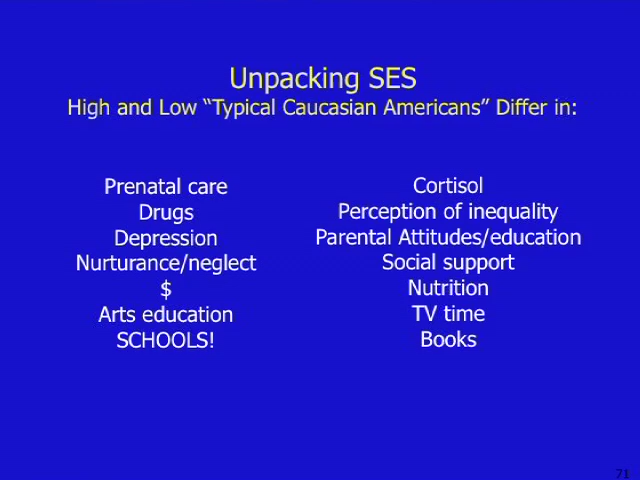 Unpacking SES
High and Low “Typical Caucasian Americans” Differ in:
Prenatal care
Drugs
Depression
Nurturance/neglect
$
Arts education
SCHOOLS!
Cortisol
Perception of inequality
Parental Attitudes/education
Social support
Nutrition
TV time
Books
71